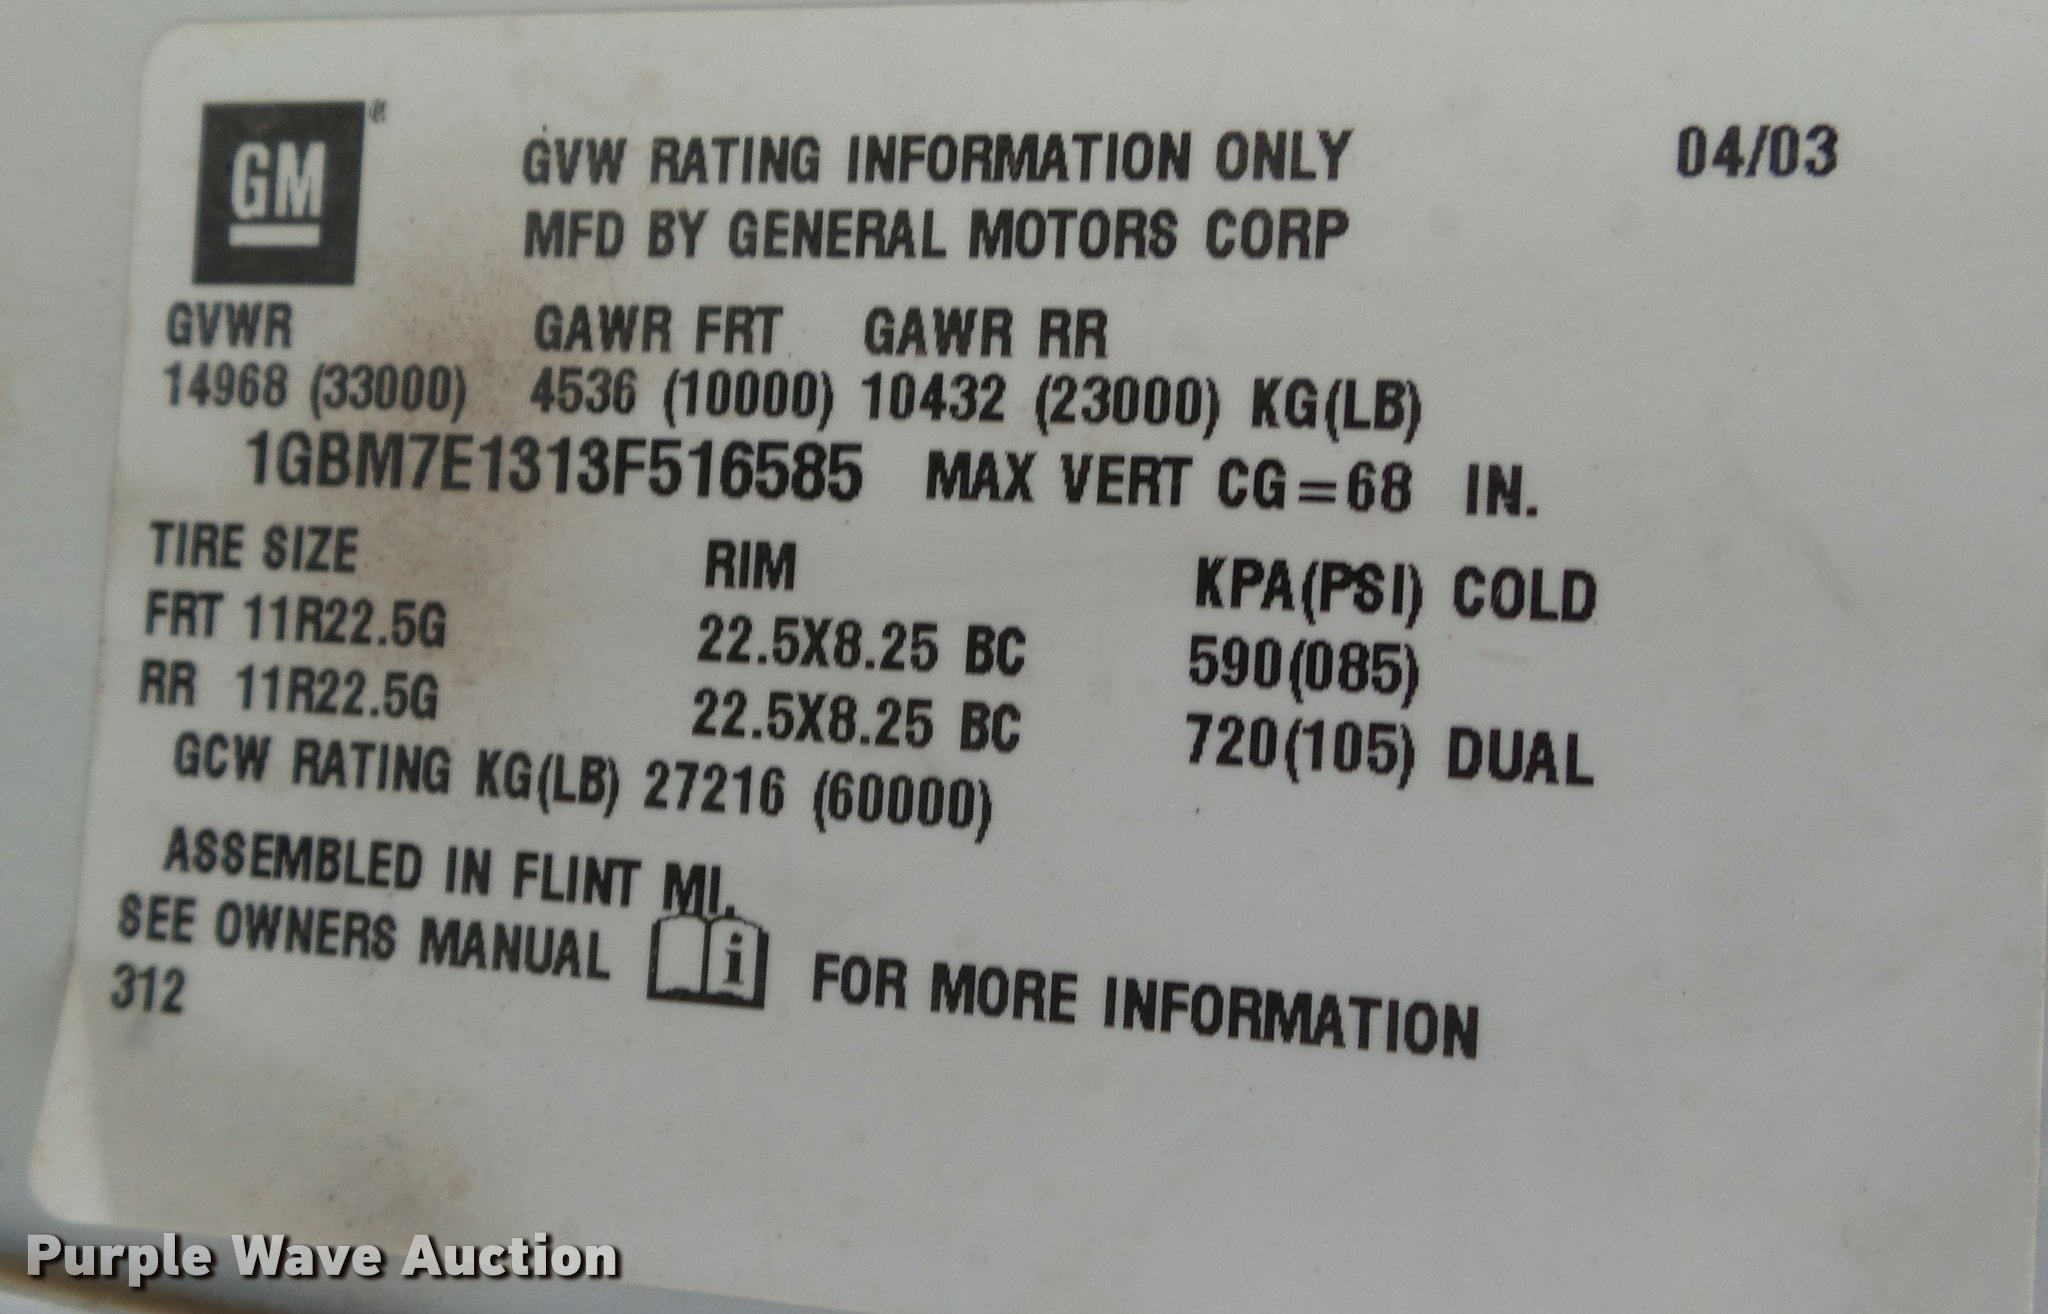 GM®
GVW RATING INFORMATION ONLY 04/03
MFD BY GENERAL MOTORS CORP
GVWR GAWR FRT GAWR RR
14968 (33000) 4536 (10000) 10432 (23000) KG(LB)
1GBM7E1313F516585 MAX VERT CG=68 IN.
TIRE SIZE RIM KPA(PSI) COLD
FRT 11R22.5G 22.5X8.25 BC 590(085)
RR 11R22.5G 22.5X8.25 BC 720(105) DUAL
GCW RATING KG(LB) 27216 (60000)
ASSEMBLED IN FLINT MI.
SEE OWNERS MANUAL i FOR MORE INFORMATION
312
Purple Wave Auction